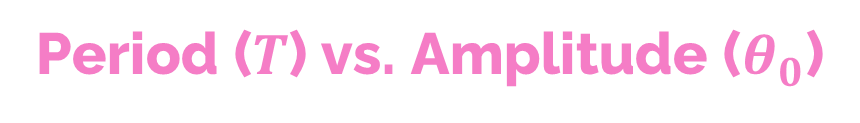 Period (T) vs. Amplitude (θ₀)